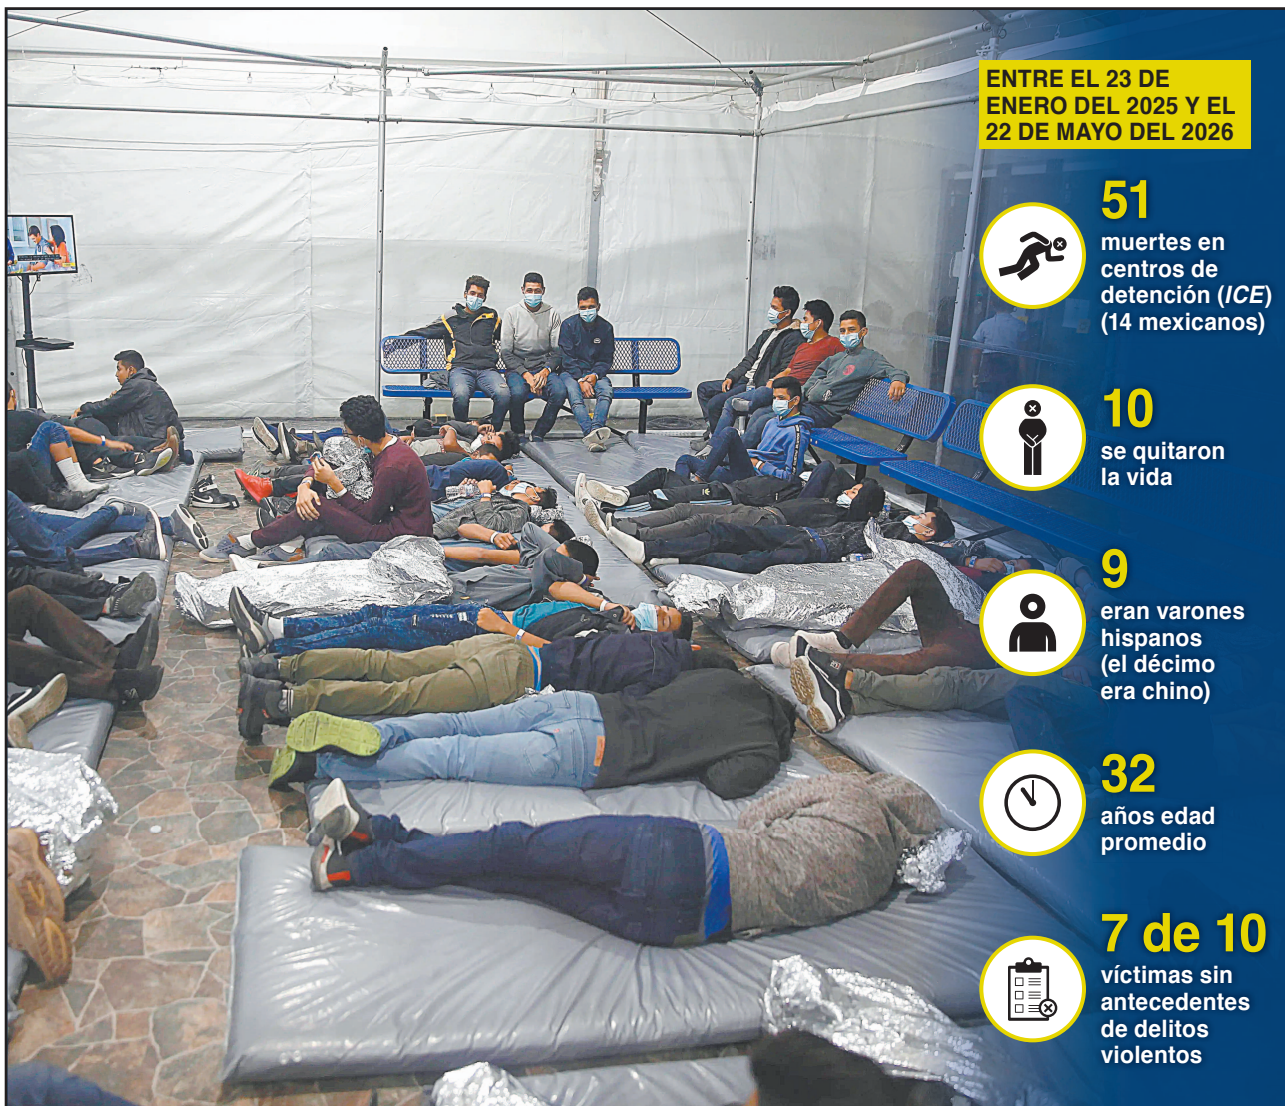 ENTRE EL 23 DE
ENERO DEL 2025 Y EL
22 DE MAYO DEL 2026
51
muertes en
centros de
detención (ICE)
(14 mexicanos)
10
se quitaron
la vida
9
eran varones
hispanos
(el décimo
era chino)
32
años edad
promedio
7 de 10
víctimas sin
antecedentes
de delitos
violentos